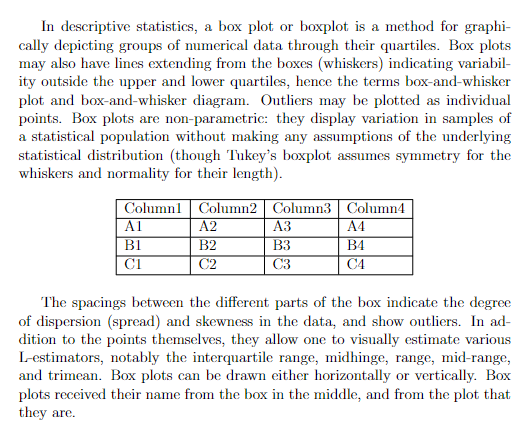 In descriptive statistics, a box plot or boxplot is a method for graphi-
cally depicting groups of numerical data through their quartiles. Box plots
may also have lines extending from the boxes (whiskers) indicating variabil-
ity outside the upper and lower quartiles, hence the terms box-and-whisker
plot and box-and-whisker diagram. Outliers may be plotted as individual
points. Box plots are non-parametric: they display variation in samples of
a statistical population without making any assumptions of the underlying
statistical distribution (though Tukey's boxplot assumes symmetry for the
whiskers and normality for their length).
Column1 Column2 Column3 Column4
A1 A2 A3 A4
B1 B2 B3 B4
C1 C2 C3 C4
The spacings between the different parts of the box indicate the degree
of dispersion (spread) and skewness in the data, and show outliers. In ad-
dition to the points themselves, they allow one to visually estimate various
L-estimators, notably the interquartile range, midhinge, range, mid-range,
and trimean. Box plots can be drawn either horizontally or vertically. Box
plots received their name from the box in the middle, and from the plot that
they are.